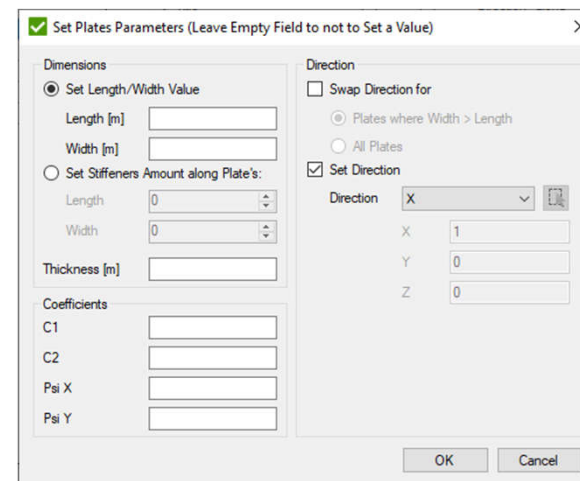 Set Plates Parameters (Leave Empty Field to not to Set a Value)
Dimensions
Set Length/Width Value
Length [m]
Width [m]
Set Stiffeners Amount along Plate's:
Length 0
Width 0
Thickness [m]
Coefficients
C1
C2
Psi X
Psi Y
Direction
Swap Direction for
Plates where Width > Length
All Plates
Set Direction
Direction X
X 1
Y 0
Z 0
OK Cancel